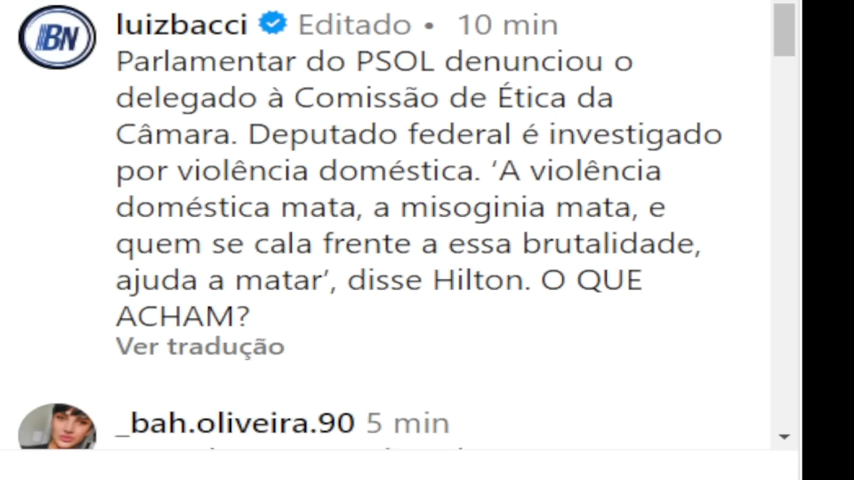 BN
luizbacci Editado • 10 min
Parlamentar do PSOL denunciou o
delegado à Comissão de Ética da
Câmara. Deputado federal é investigado
por violência doméstica. ‘A violência
doméstica mata, a misoginia mata, e
quem se cala frente a essa brutalidade,
ajuda a matar’, disse Hilton. O QUE
ACHAM?
Ver tradução
_bah.oliveira.90 5 min